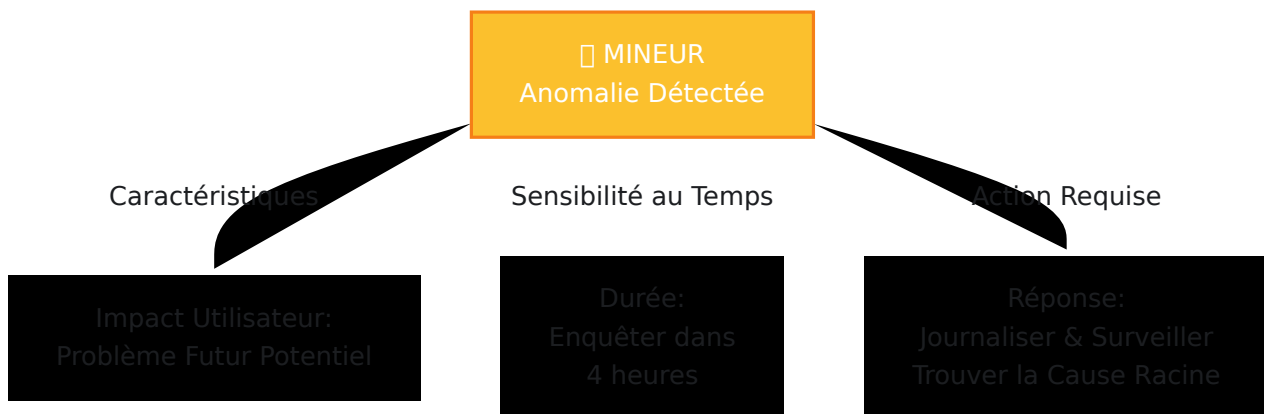 MINEUR
Anomalie Détectée
Caractéristiques
Sensibilité au Temps
Action Requise
Impact Utilisateur:
Problème Futur Potentiel
Durée:
Enquêter dans
4 heures
Réponse:
Journaliser & Surveiller
Trouver la Cause Racine